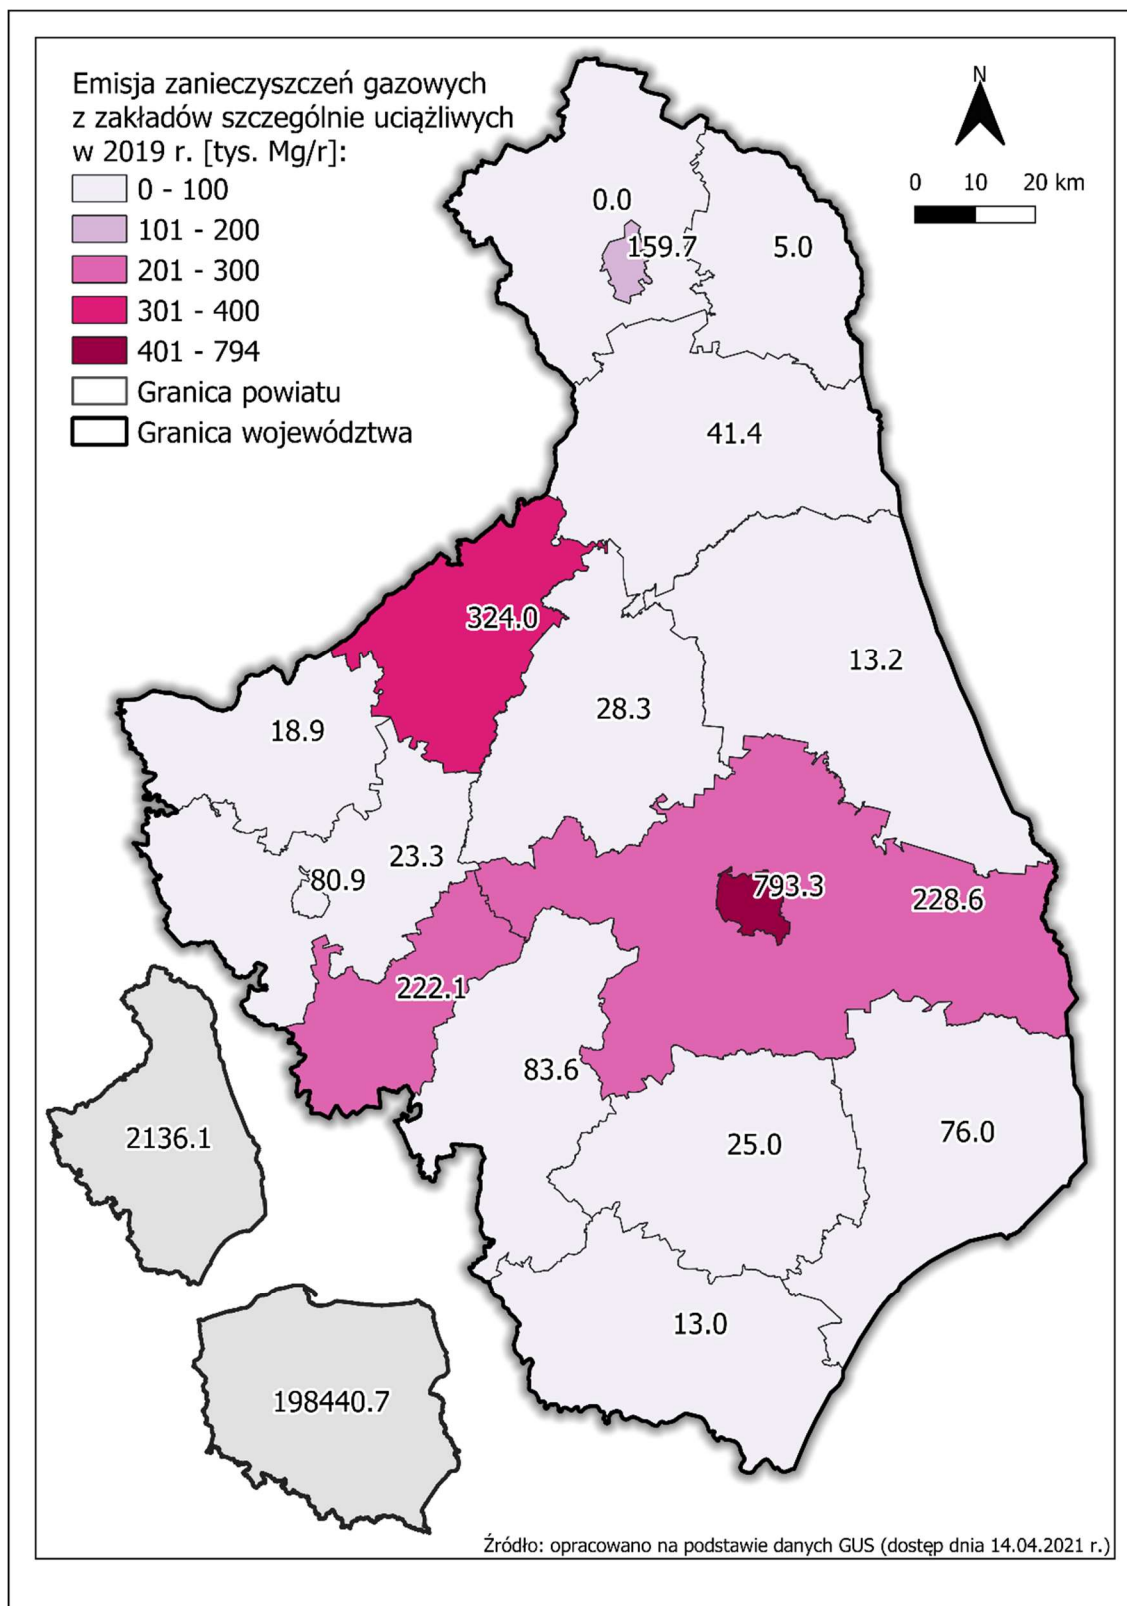 Emisja zanieczyszczeń gazowych
z zakładów szczególnie uciążliwych
w 2019 r. [tys. Mg/r]:
0 - 100
101 - 200
201 - 300
301 - 400
401 - 794
Granica powiatu
Granica województwa
N
0 10 20 km
0.0
159.7
5.0
41.4
324.0
13.2
28.3
18.9
23.3
80.9
793.3
228.6
222.1
83.6
25.0
76.0
13.0
2136.1
198440.7
Źródło: opracowano na podstawie danych GUS (dostęp dnia 14.04.2021 r.)